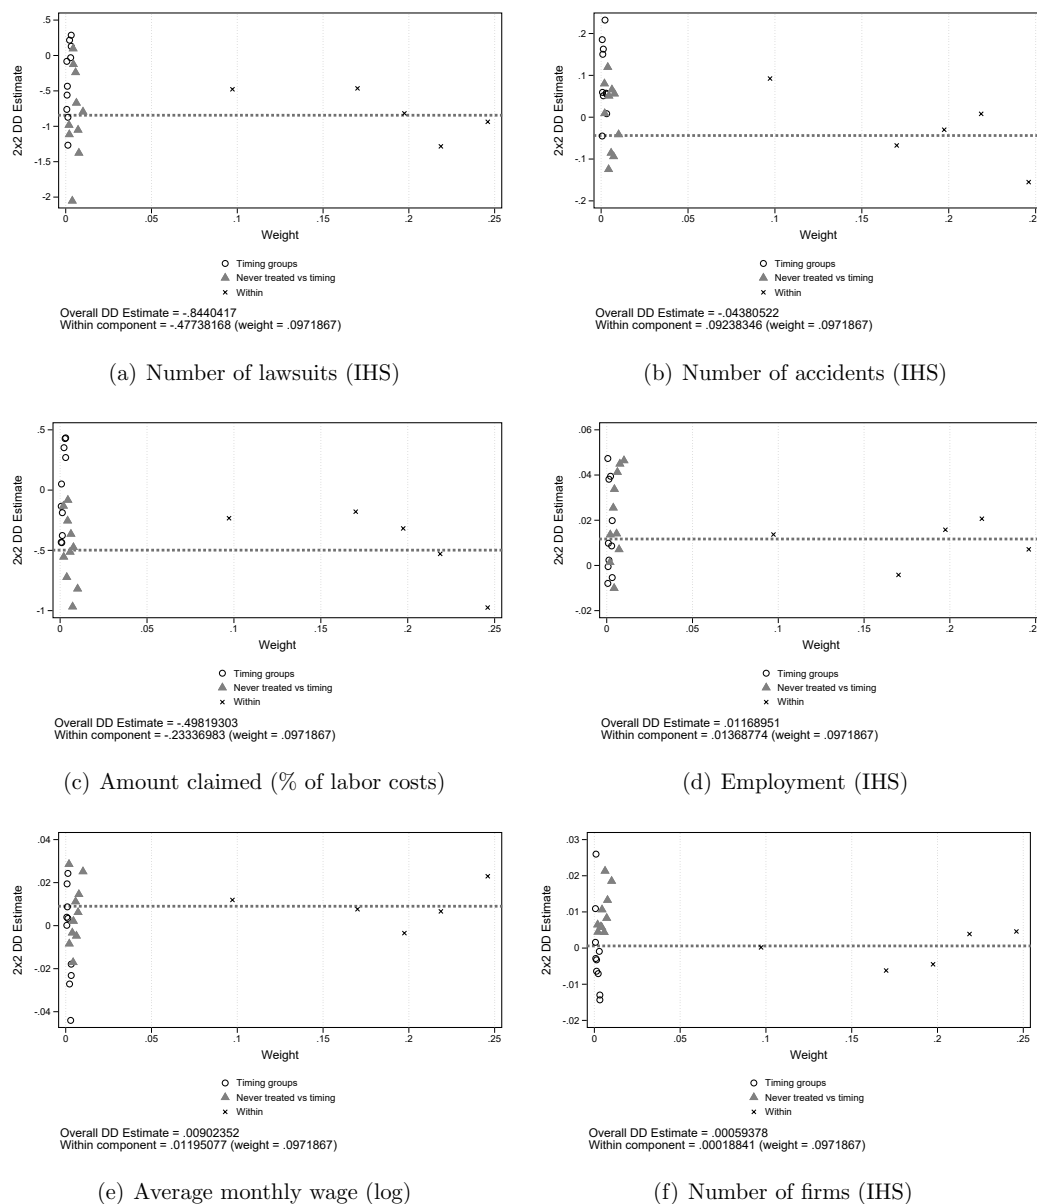 2x2 DD Estimate
.5
0
-.5
-1
-1.5
-2
0 .05 .1 .15 .2 .25
Weight
Timing groups
Never treated vs timing
Within
Overall DD Estimate = -.8440417
Within component = -.47738168 (weight = .0971867)
(a) Number of lawsuits (IHS)
2x2 DD Estimate
.2
.1
0
-.1
-.2
0 .05 .1 .15 .2 .25
Weight
Timing groups
Never treated vs timing
Within
Overall DD Estimate = -.04380522
Within component = .09238346 (weight = .0971867)
(b) Number of accidents (IHS)
2x2 DD Estimate
.5
0
-.5
-1
0 .05 .1 .15 .2 .25
Weight
Timing groups
Never treated vs timing
Within
Overall DD Estimate = -.49819303
Within component = -.23336983 (weight = .0971867)
(c) Amount claimed (% of labor costs)
2x2 DD Estimate
.06
.04
.02
0
-.02
0 .05 .1 .15 .2 .25
Weight
Timing groups
Never treated vs timing
Within
Overall DD Estimate = .01168951
Within component = .01368774 (weight = .0971867)
(d) Employment (IHS)
2x2 DD Estimate
.04
.02
0
-.02
-.04
0 .05 .1 .15 .2 .25
Weight
Timing groups
Never treated vs timing
Within
Overall DD Estimate = .00902352
Within component = .01195077 (weight = .0971867)
(e) Average monthly wage (log)
2x2 DD Estimate
.03
.02
.01
0
-.01
-.02
0 .05 .1 .15 .2 .25
Weight
Timing groups
Never treated vs timing
Within
Overall DD Estimate = .00059378
Within component = .00018841 (weight = .0971867)
(f) Number of firms (IHS)